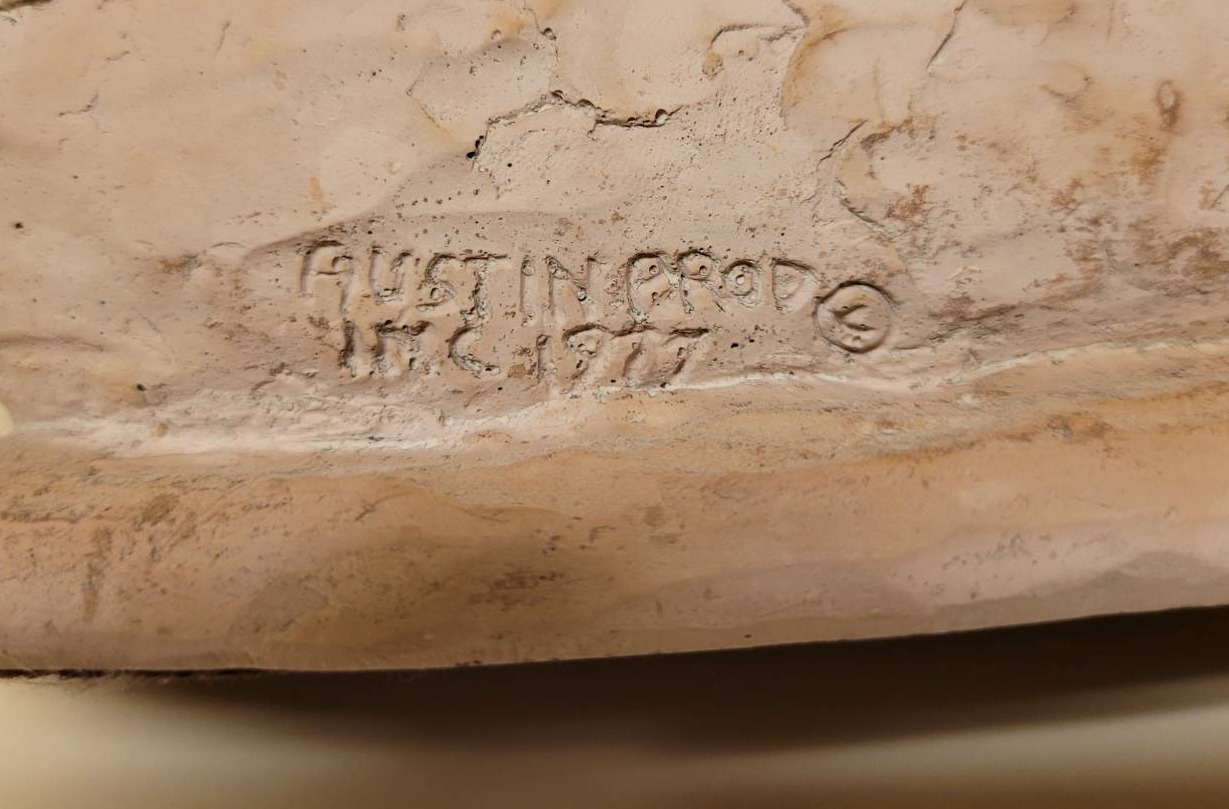 AUSTIN PROD ©
INC 1977